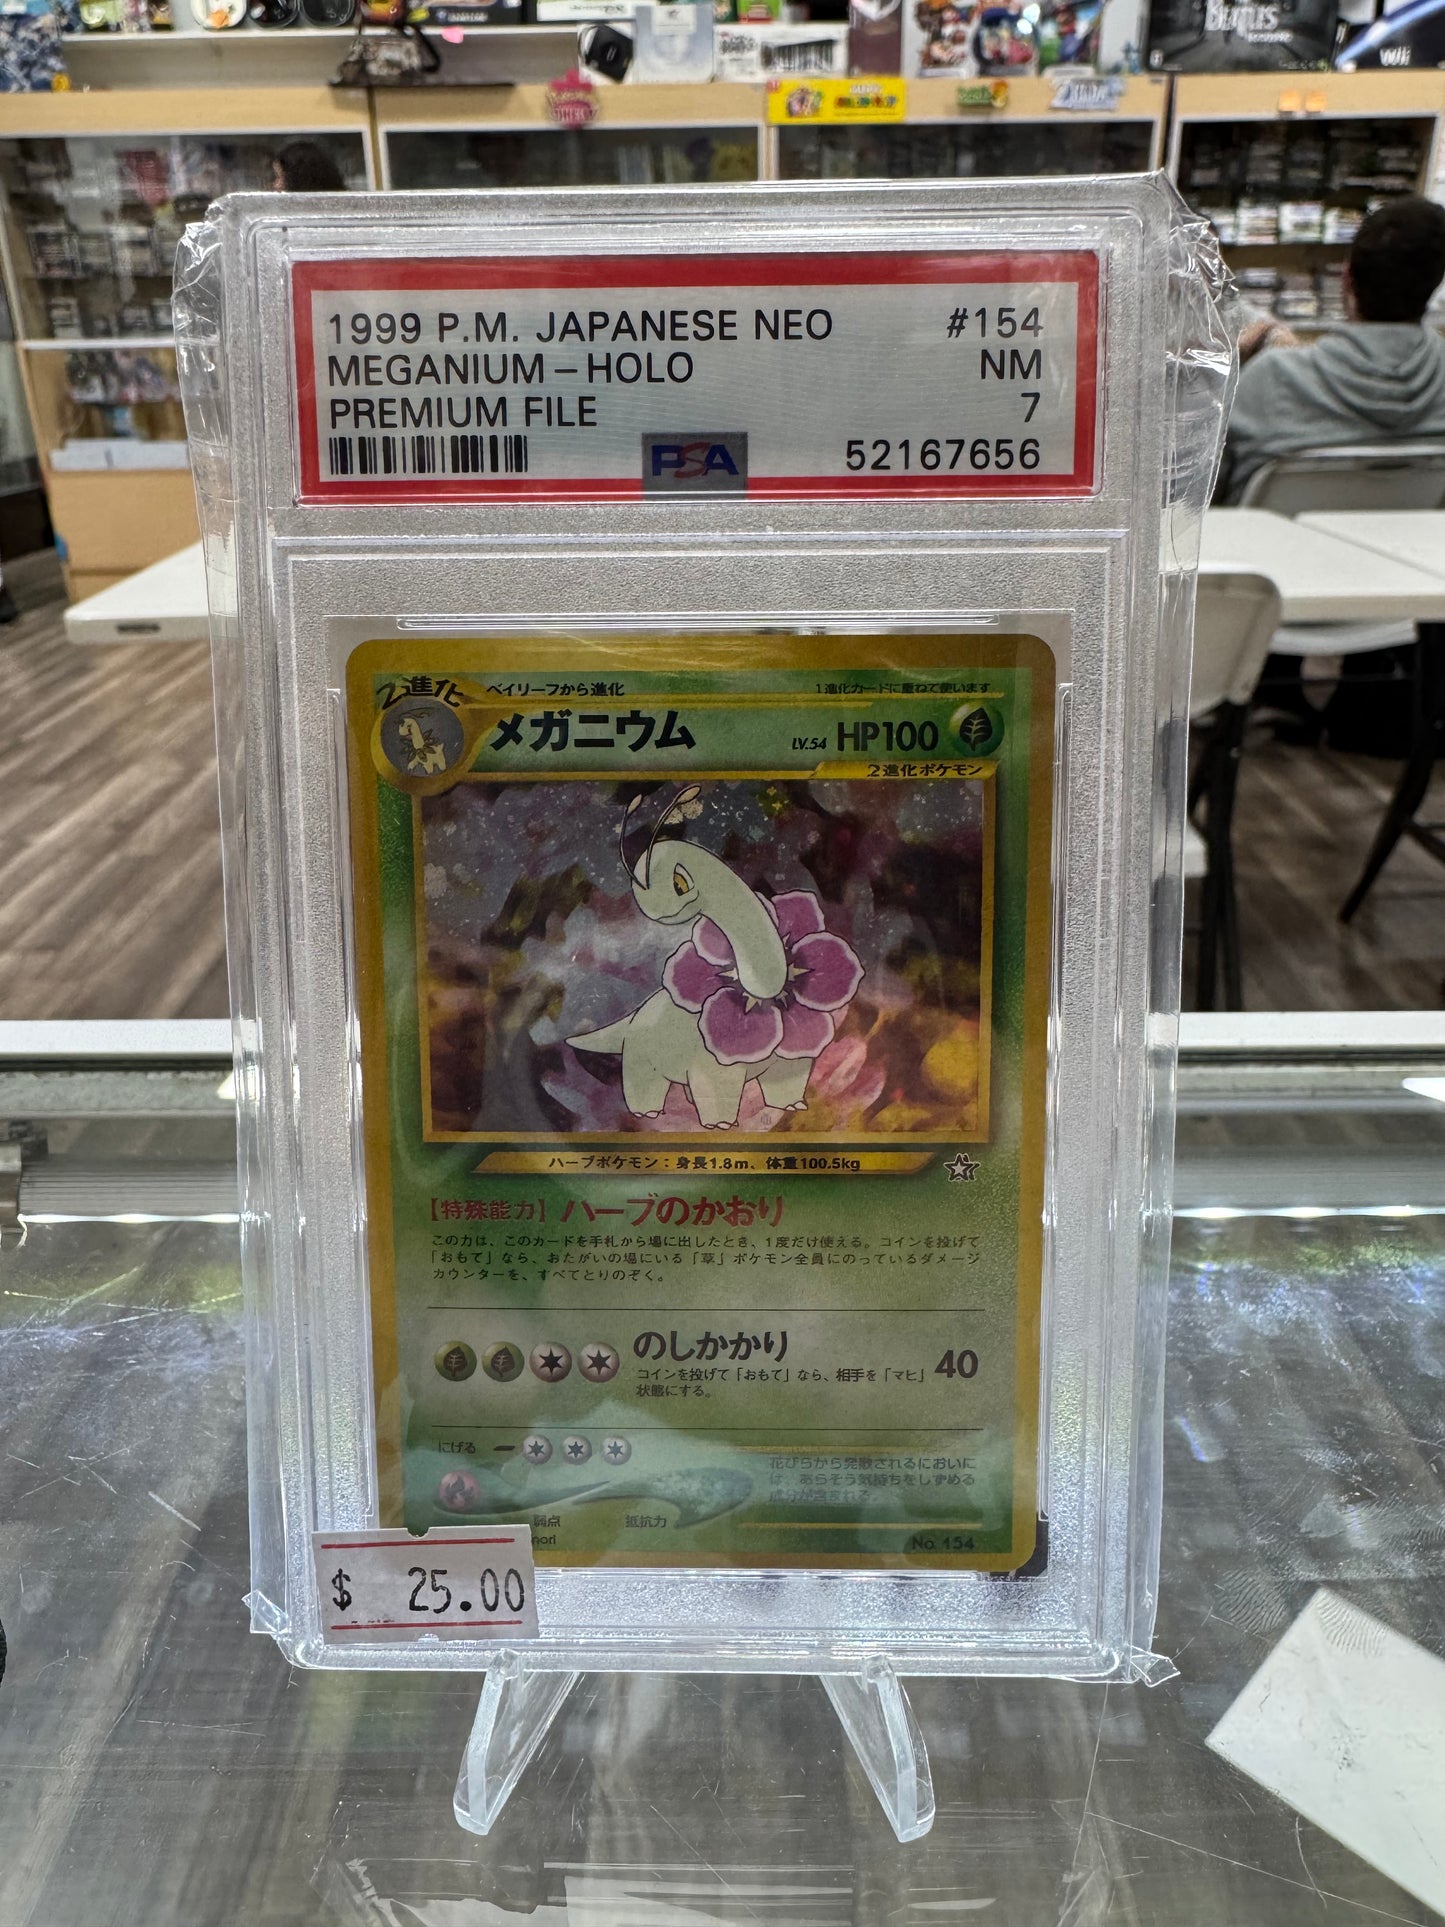 Wii
1999 P.M. JAPANESE NEO #154
MEGANIUM-HOLO NM
PREMIUM FILE 7
PSA 52167656
2進化 ベイリーフから進化 1進化カードに重ねて使います
メガニウム LV.54 HP100
2進化ポケモン
ハーブポケモン：身長1.8m、体重100.5kg
【特殊能力】ハーブのかおり
この力は、このカードを手札から場に出したとき、1度だけ使える。コインを投げて
「おもて」なら、おたがいの場にいる「草」ポケモン全員にのっているダメージ
カウンターを、すべてとりのぞく。
のしかかり 40
コインを投げて「おもて」なら、相手を「マヒ」
状態にする。
にげる
花びらから発散されるにおいに
は、あらそう気持ちをしずめる
成分が含まれる。
弱点 抵抗力
No. 154
$ 25.00